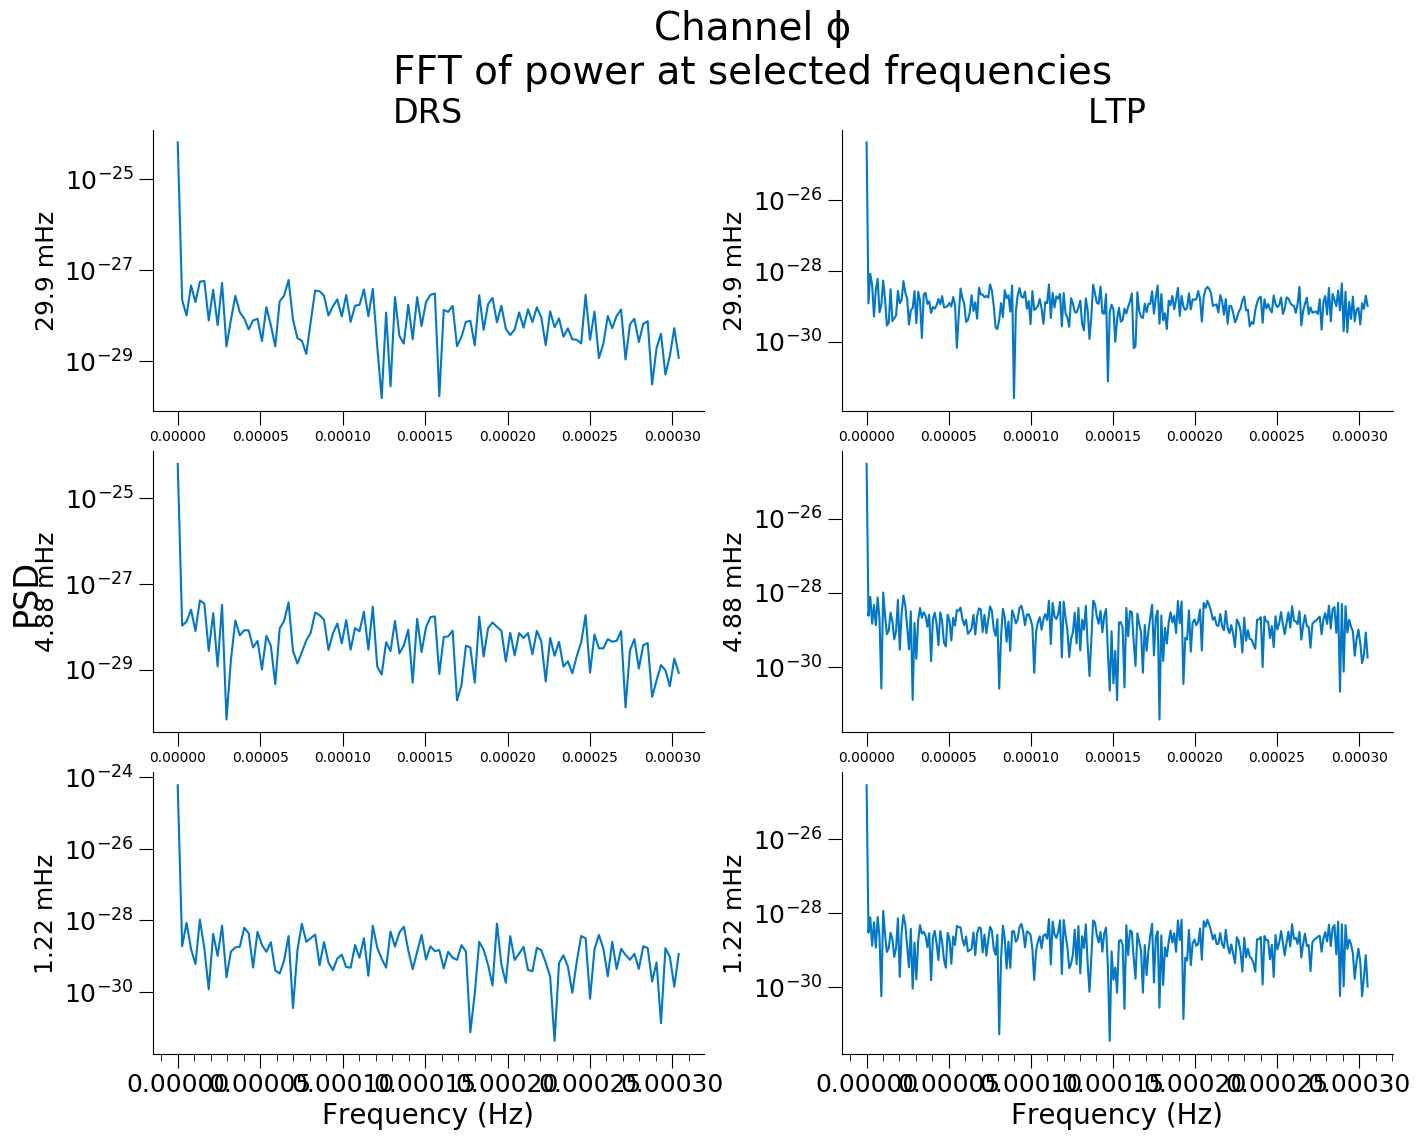 Channel ϕ
FFT of power at selected frequencies
DRS
LTP
PSD
29.9 mHz
10⁻²⁵
10⁻²⁷
10⁻²⁹
0.00000 0.00005 0.00010 0.00015 0.00020 0.00025 0.00030
29.9 mHz
10⁻²⁶
10⁻²⁸
10⁻³⁰
0.00000 0.00005 0.00010 0.00015 0.00020 0.00025 0.00030
4.88 mHz
10⁻²⁵
10⁻²⁷
10⁻²⁹
0.00000 0.00005 0.00010 0.00015 0.00020 0.00025 0.00030
4.88 mHz
10⁻²⁶
10⁻²⁸
10⁻³⁰
0.00000 0.00005 0.00010 0.00015 0.00020 0.00025 0.00030
1.22 mHz
10⁻²⁴
10⁻²⁶
10⁻²⁸
10⁻³⁰
0.00000 0.00005 0.00010 0.00015 0.00020 0.00025 0.00030
Frequency (Hz)
1.22 mHz
10⁻²⁶
10⁻²⁸
10⁻³⁰
0.00000 0.00005 0.00010 0.00015 0.00020 0.00025 0.00030
Frequency (Hz)